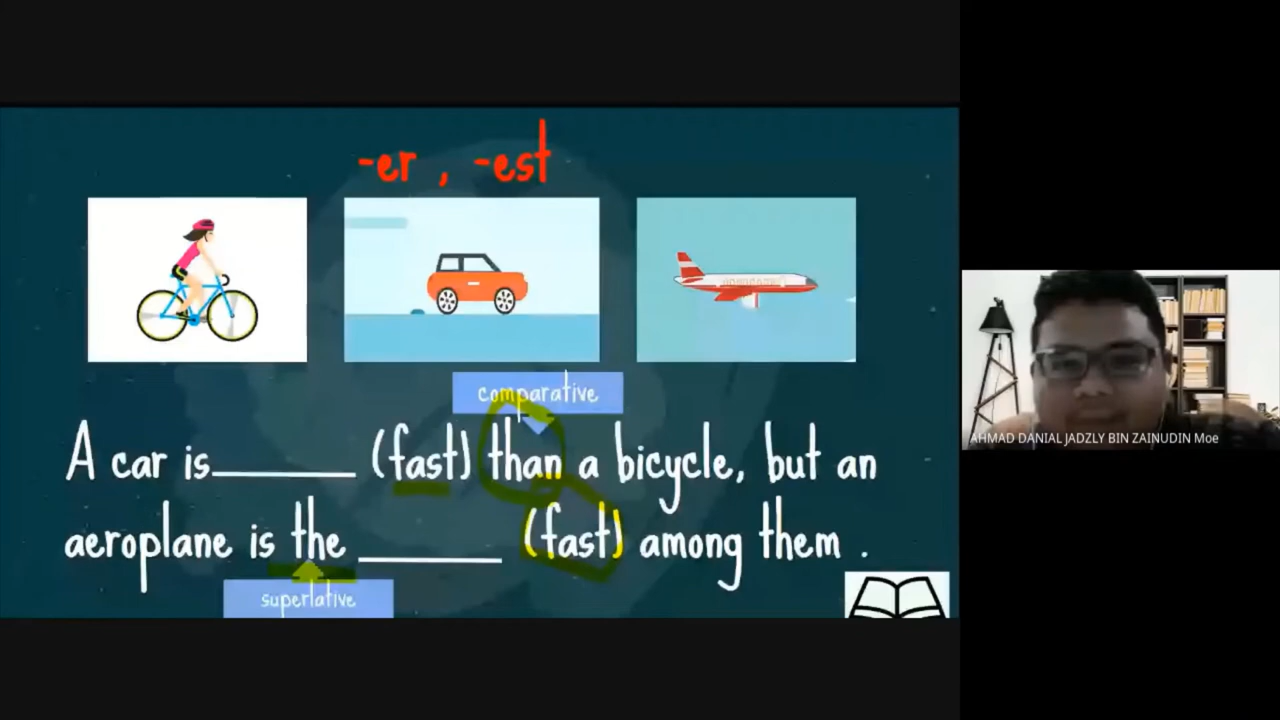 -er , -est
comparative
A car is______ (fast) than a bicycle, but an
aeroplane is the ______ (fast) among them .
superlative
AHMAD DANIAL JADZLY BIN ZAINUDIN Moe